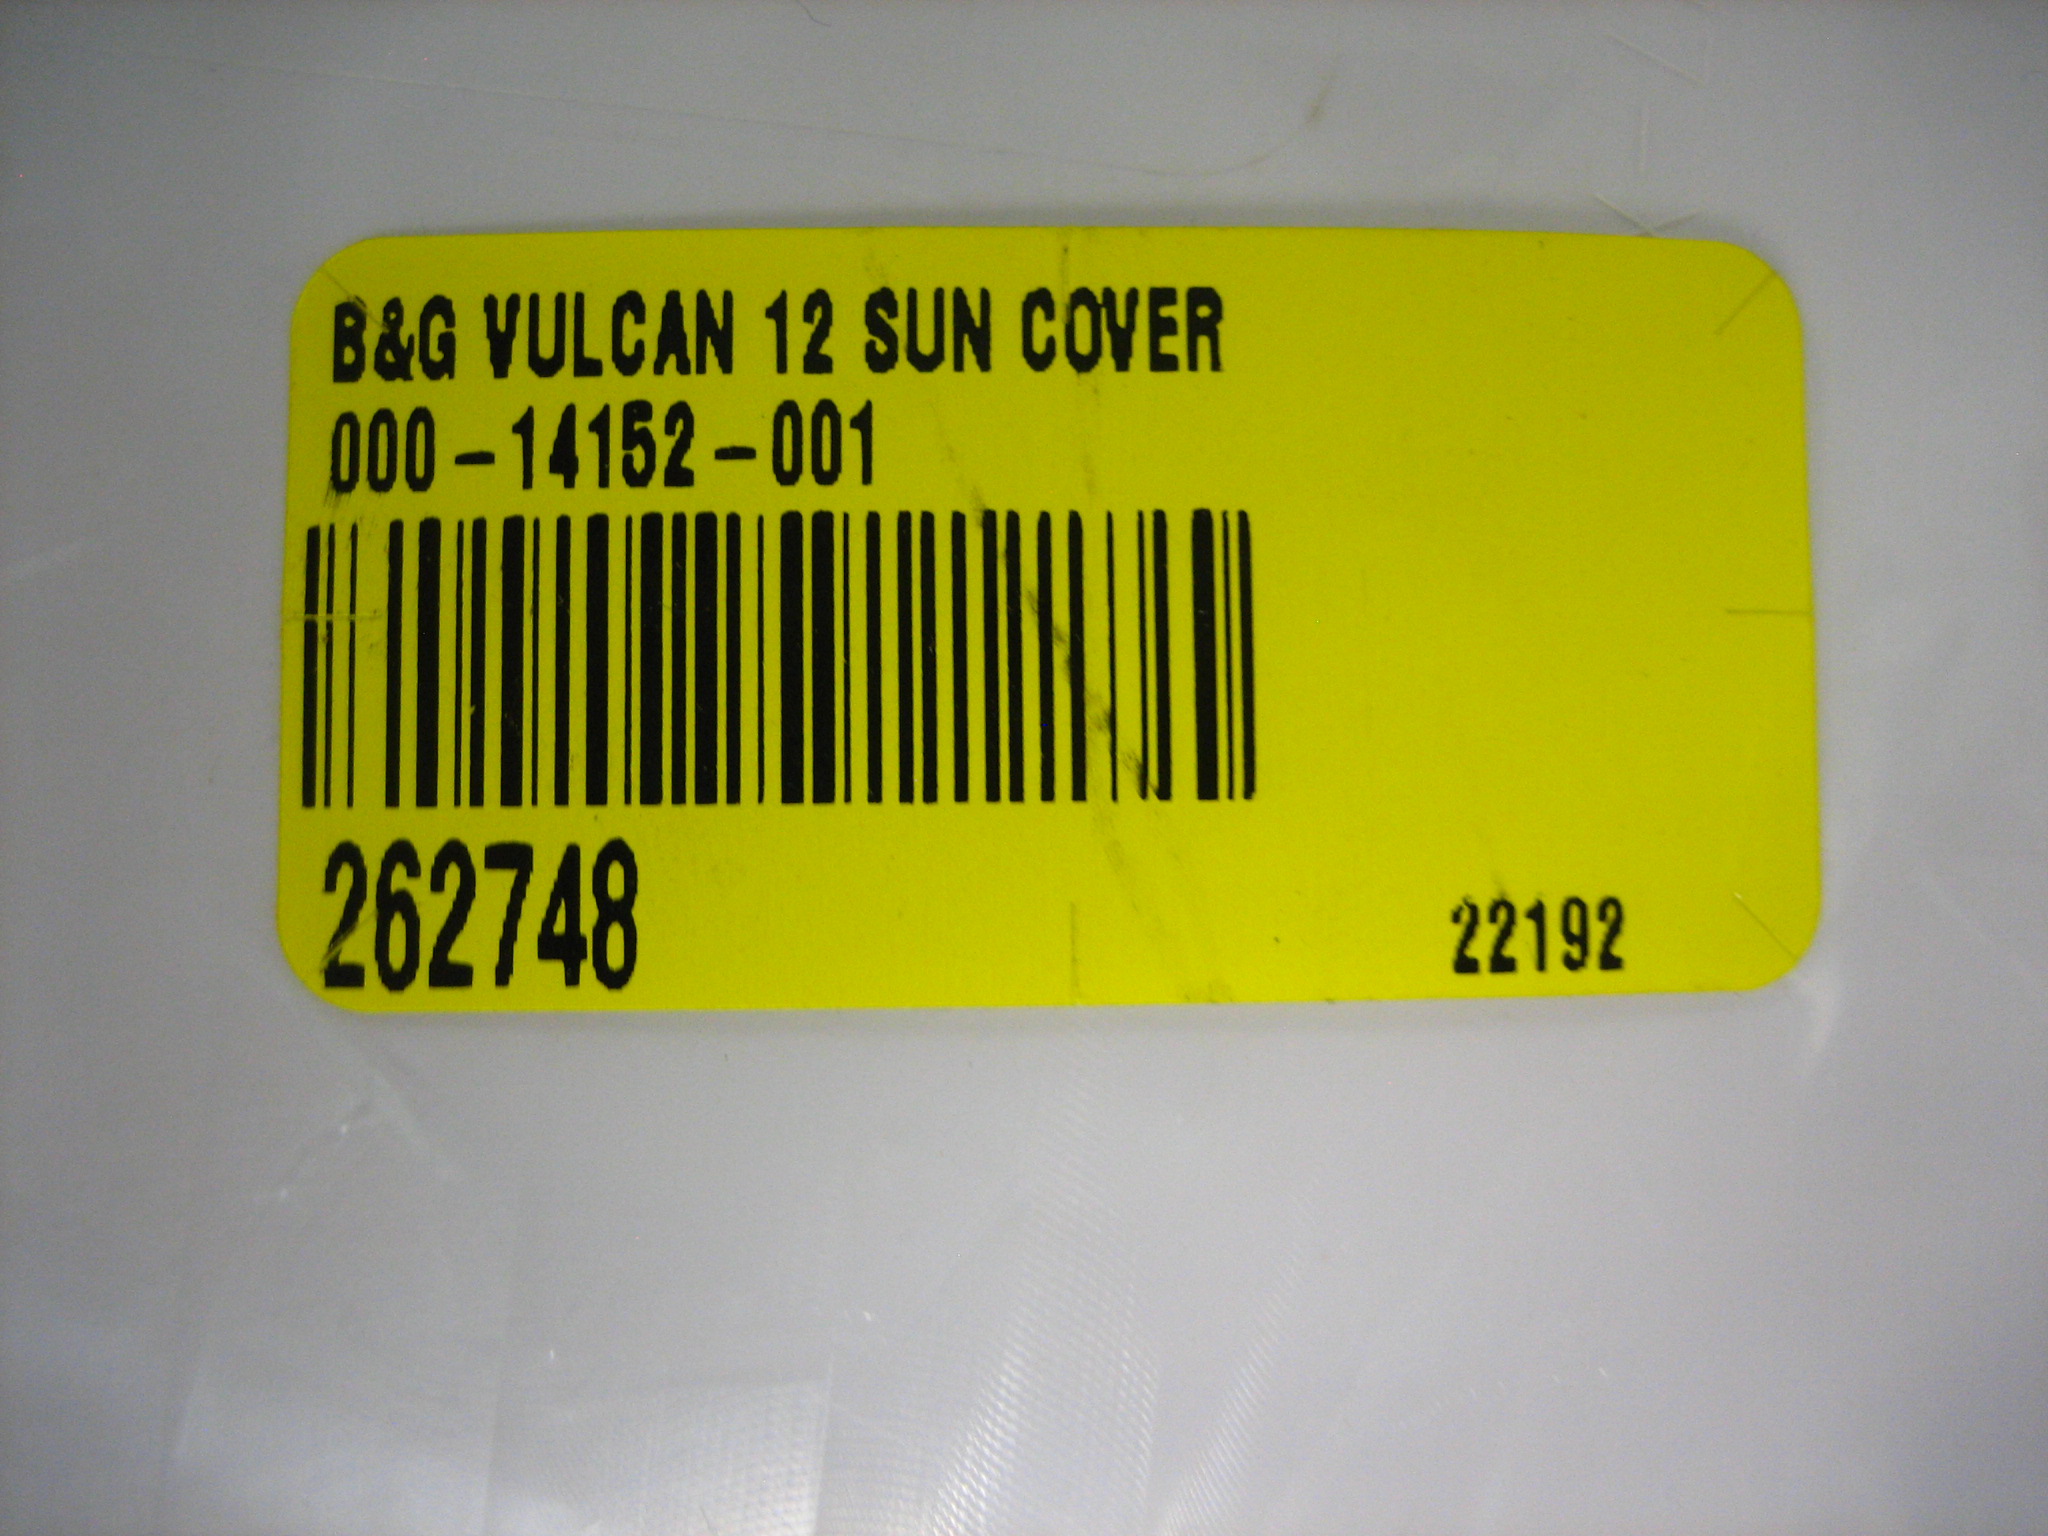 B&G VULCAN 12 SUN COVER
000-14152-001
262748
22192